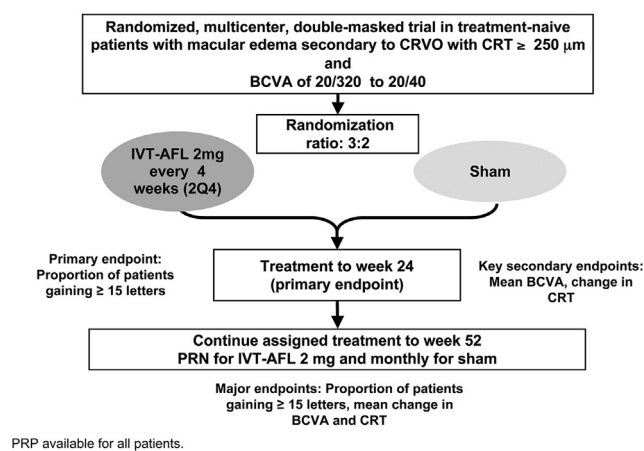 Randomized, multicenter, double-masked trial in treatment-naive
patients with macular edema secondary to CRVO with CRT ≥ 250 μm
and
BCVA of 20/320 to 20/40
Randomization
ratio: 3:2
IVT-AFL 2mg
every 4
weeks (2Q4)
Sham
Primary endpoint:
Proportion of patients
gaining ≥ 15 letters
Treatment to week 24
(primary endpoint)
Key secondary endpoints:
Mean BCVA, change in
CRT
Continue assigned treatment to week 52
PRN for IVT-AFL 2 mg and monthly for sham
Major endpoints: Proportion of patients
gaining ≥ 15 letters, mean change in
BCVA and CRT
PRP available for all patients.